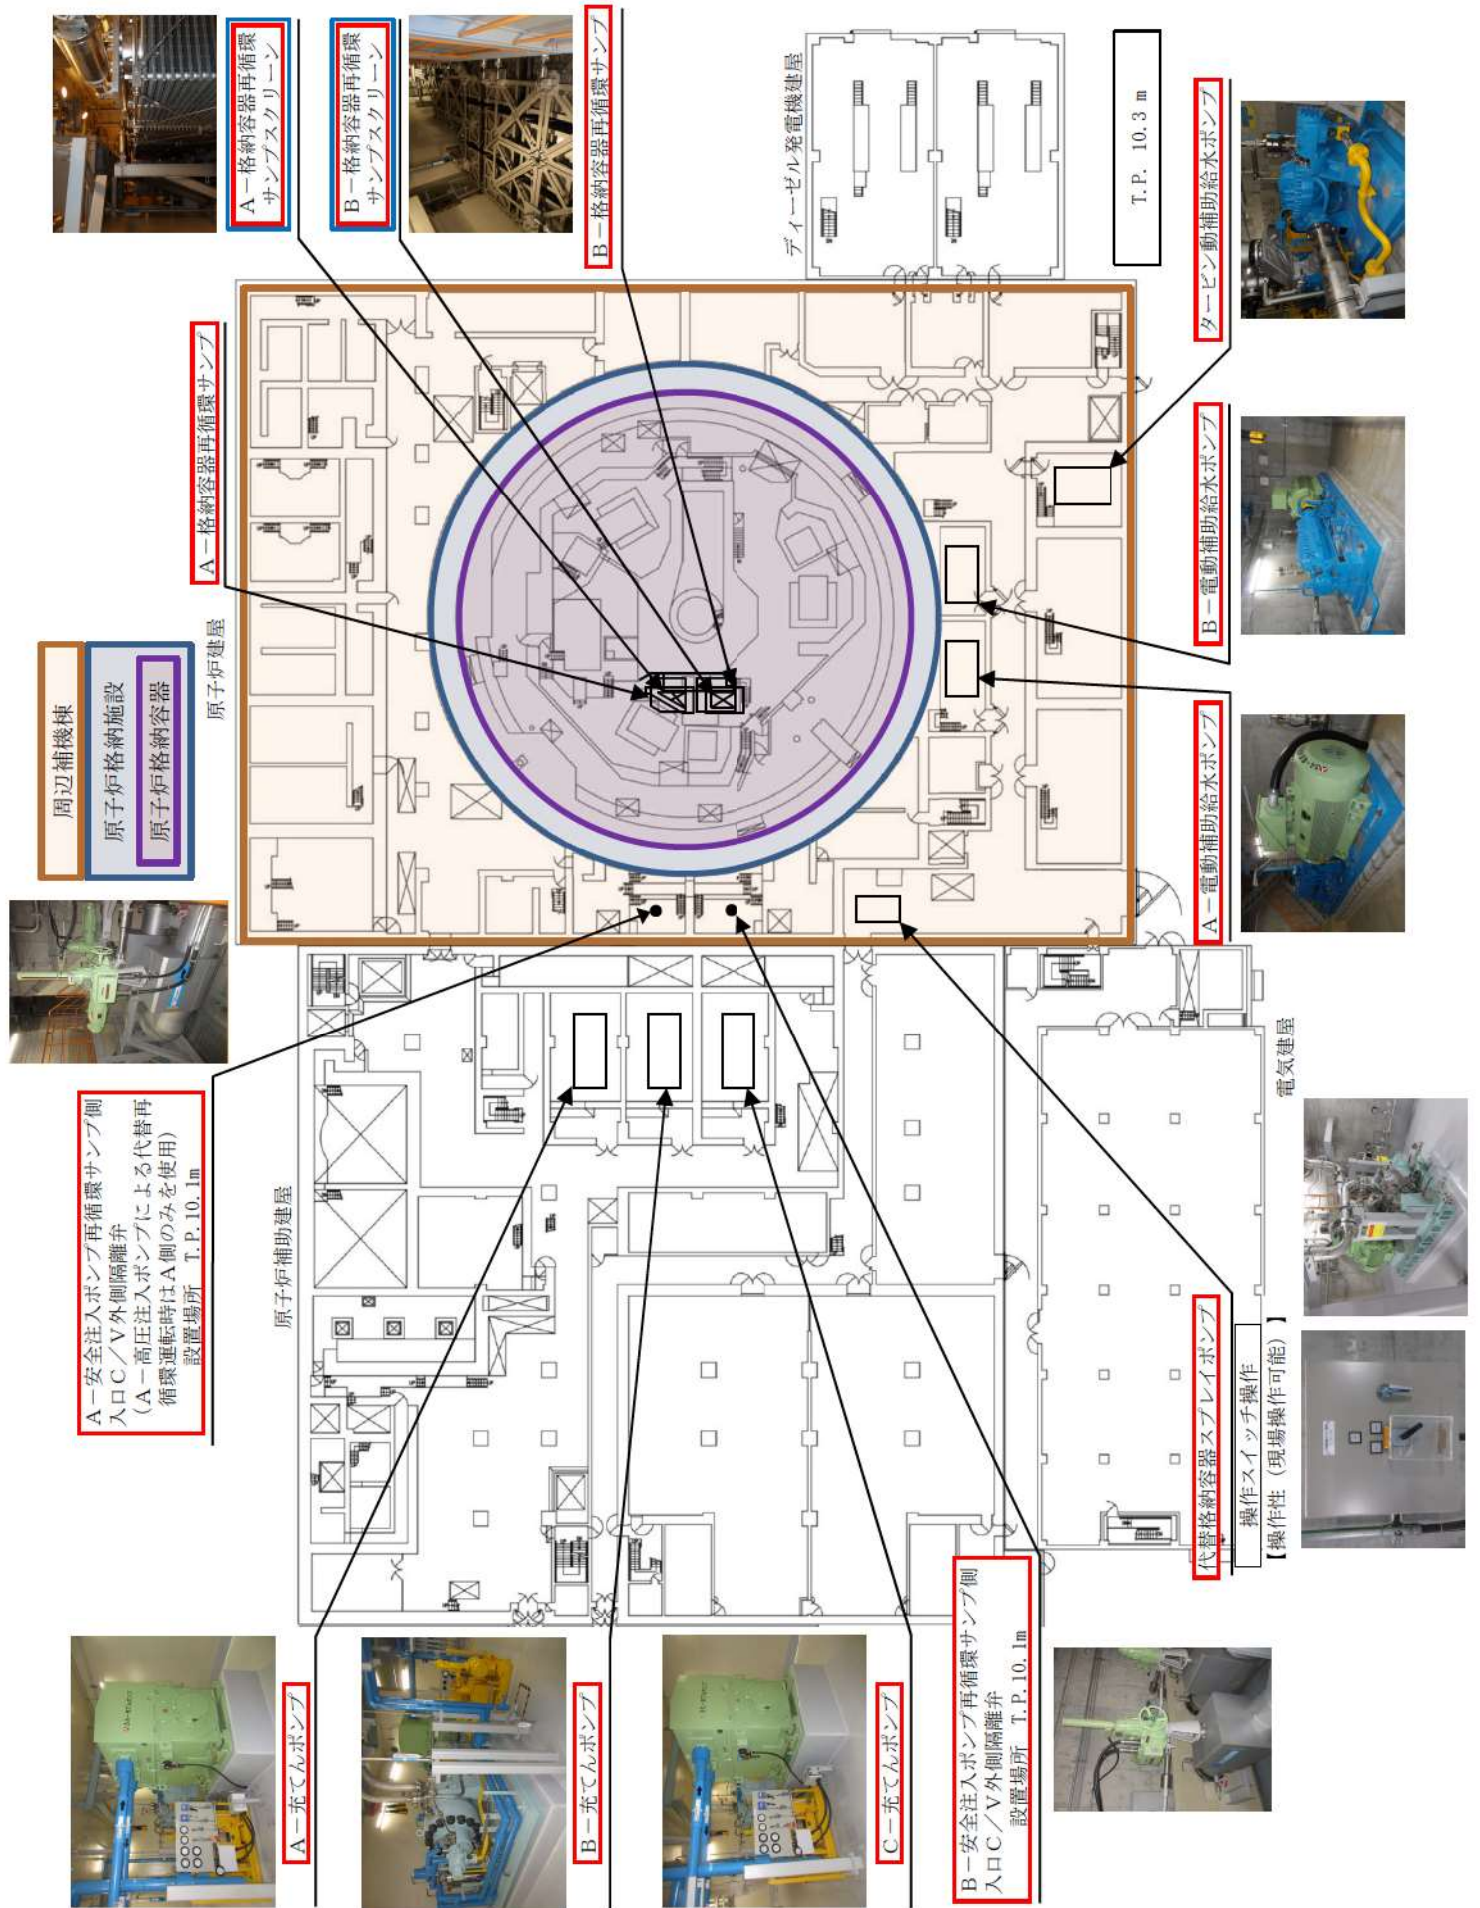 A－格納容器再循環
サンプスクリーン
B－格納容器再循環
サンプスクリーン
B－格納容器再循環サンプ
ディーゼル発電機建屋
T.P. 10.3 m
タービン動補助給水ポンプ
A－格納容器再循環サンプ
B－電動補助給水ポンプ
周辺補機棟
原子炉格納施設
原子炉格納容器
原子炉建屋
A－電動補助給水ポンプ
A－安全注入ポンプ再循環サンプ側
入口C／V外側隔離弁
（A－高圧注入ポンプによる代替再
循環運転時はA側のみを使用）
設置場所　T.P.10.1m
原子炉補助建屋
電気建屋
代替格納容器スプレイポンプ
操作スイッチ操作
【操作性（現場操作可能）】
A－充てんポンプ
B－充てんポンプ
C－充てんポンプ
B－安全注入ポンプ再循環サンプ側
入口C／V外側隔離弁
設置場所　T.P.10.1m